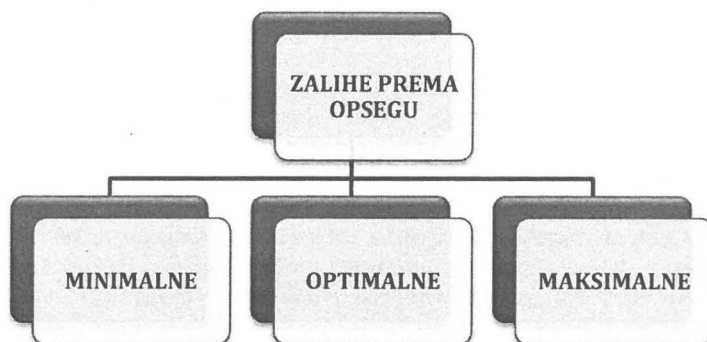 ZALIHE PREMA
OPSEGU
MINIMALNE
OPTIMALNE
MAKSIMALNE